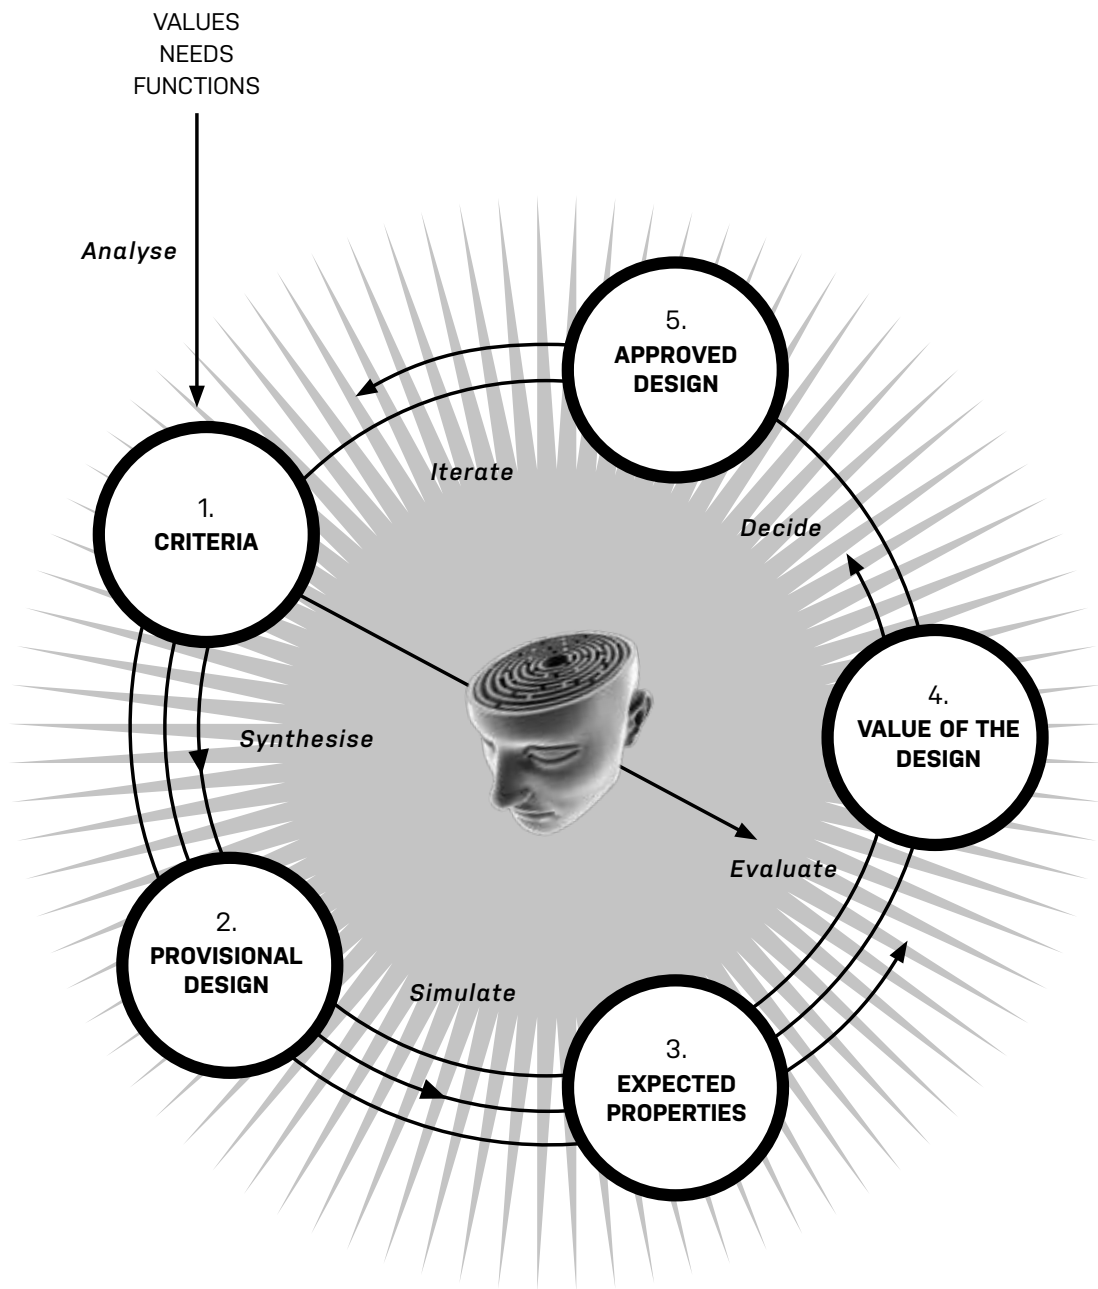 VALUES
NEEDS
FUNCTIONS
Analyse
5.
APPROVED
DESIGN
Iterate
1.
CRITERIA
Decide
4.
VALUE OF THE
DESIGN
Synthesise
Evaluate
2.
PROVISIONAL
DESIGN
Simulate
3.
EXPECTED
PROPERTIES